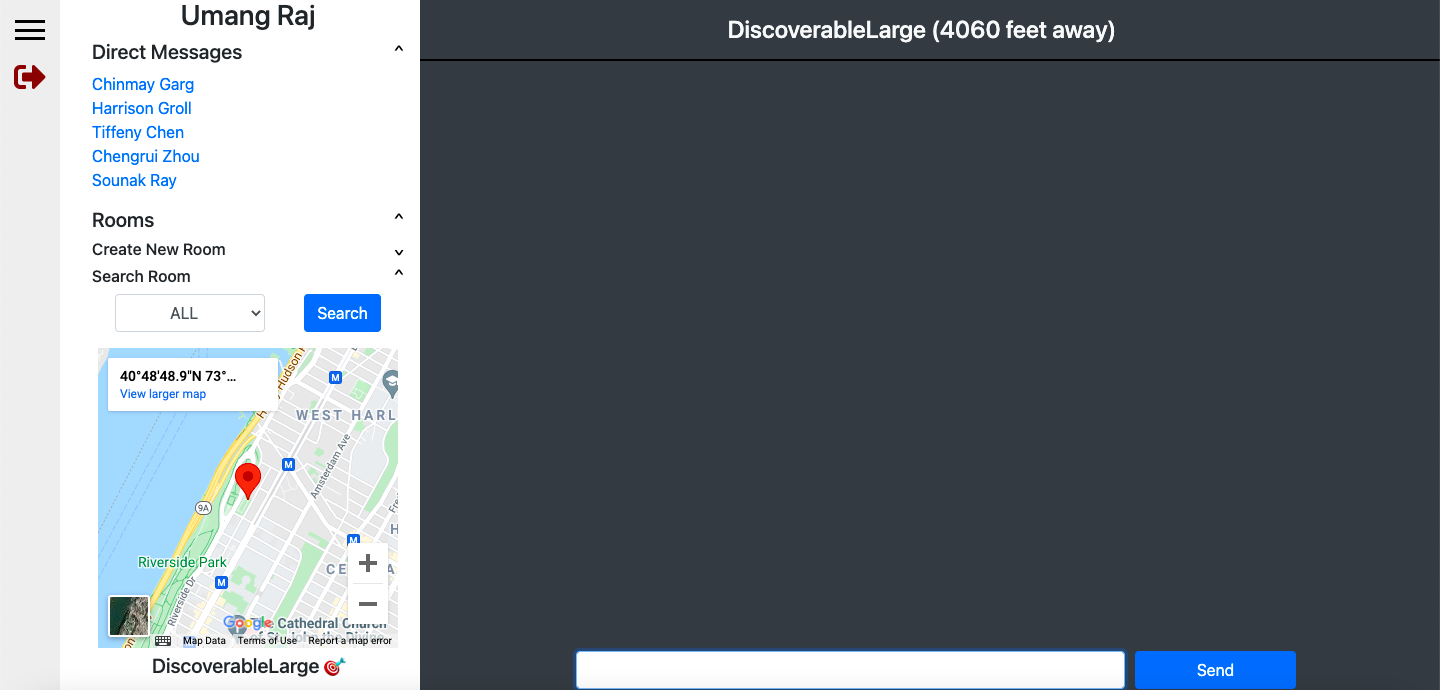 Umang Raj
Direct Messages
Chinmay Garg
Harrison Groll
Tiffeny Chen
Chengrui Zhou
Sounak Ray
Rooms
Create New Room
Search Room
ALL
Search
40°48'48.9"N 73°...
View larger map
Hudson
M
WEST HARL
M
Amsterdam Ave
9A
M
Riverside Park
M
Riverside Dr
Google
Cathedral Church
Map Data Terms of Use Report a map error
DiscoverableLarge
DiscoverableLarge (4060 feet away)
Send